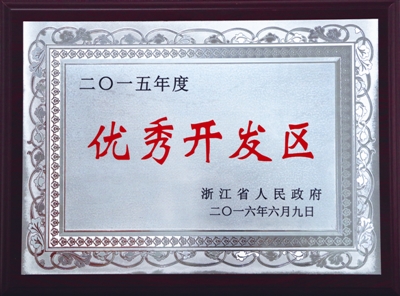 二〇一五年度
优秀开发区
浙江省人民政府
二〇一六年六月九日